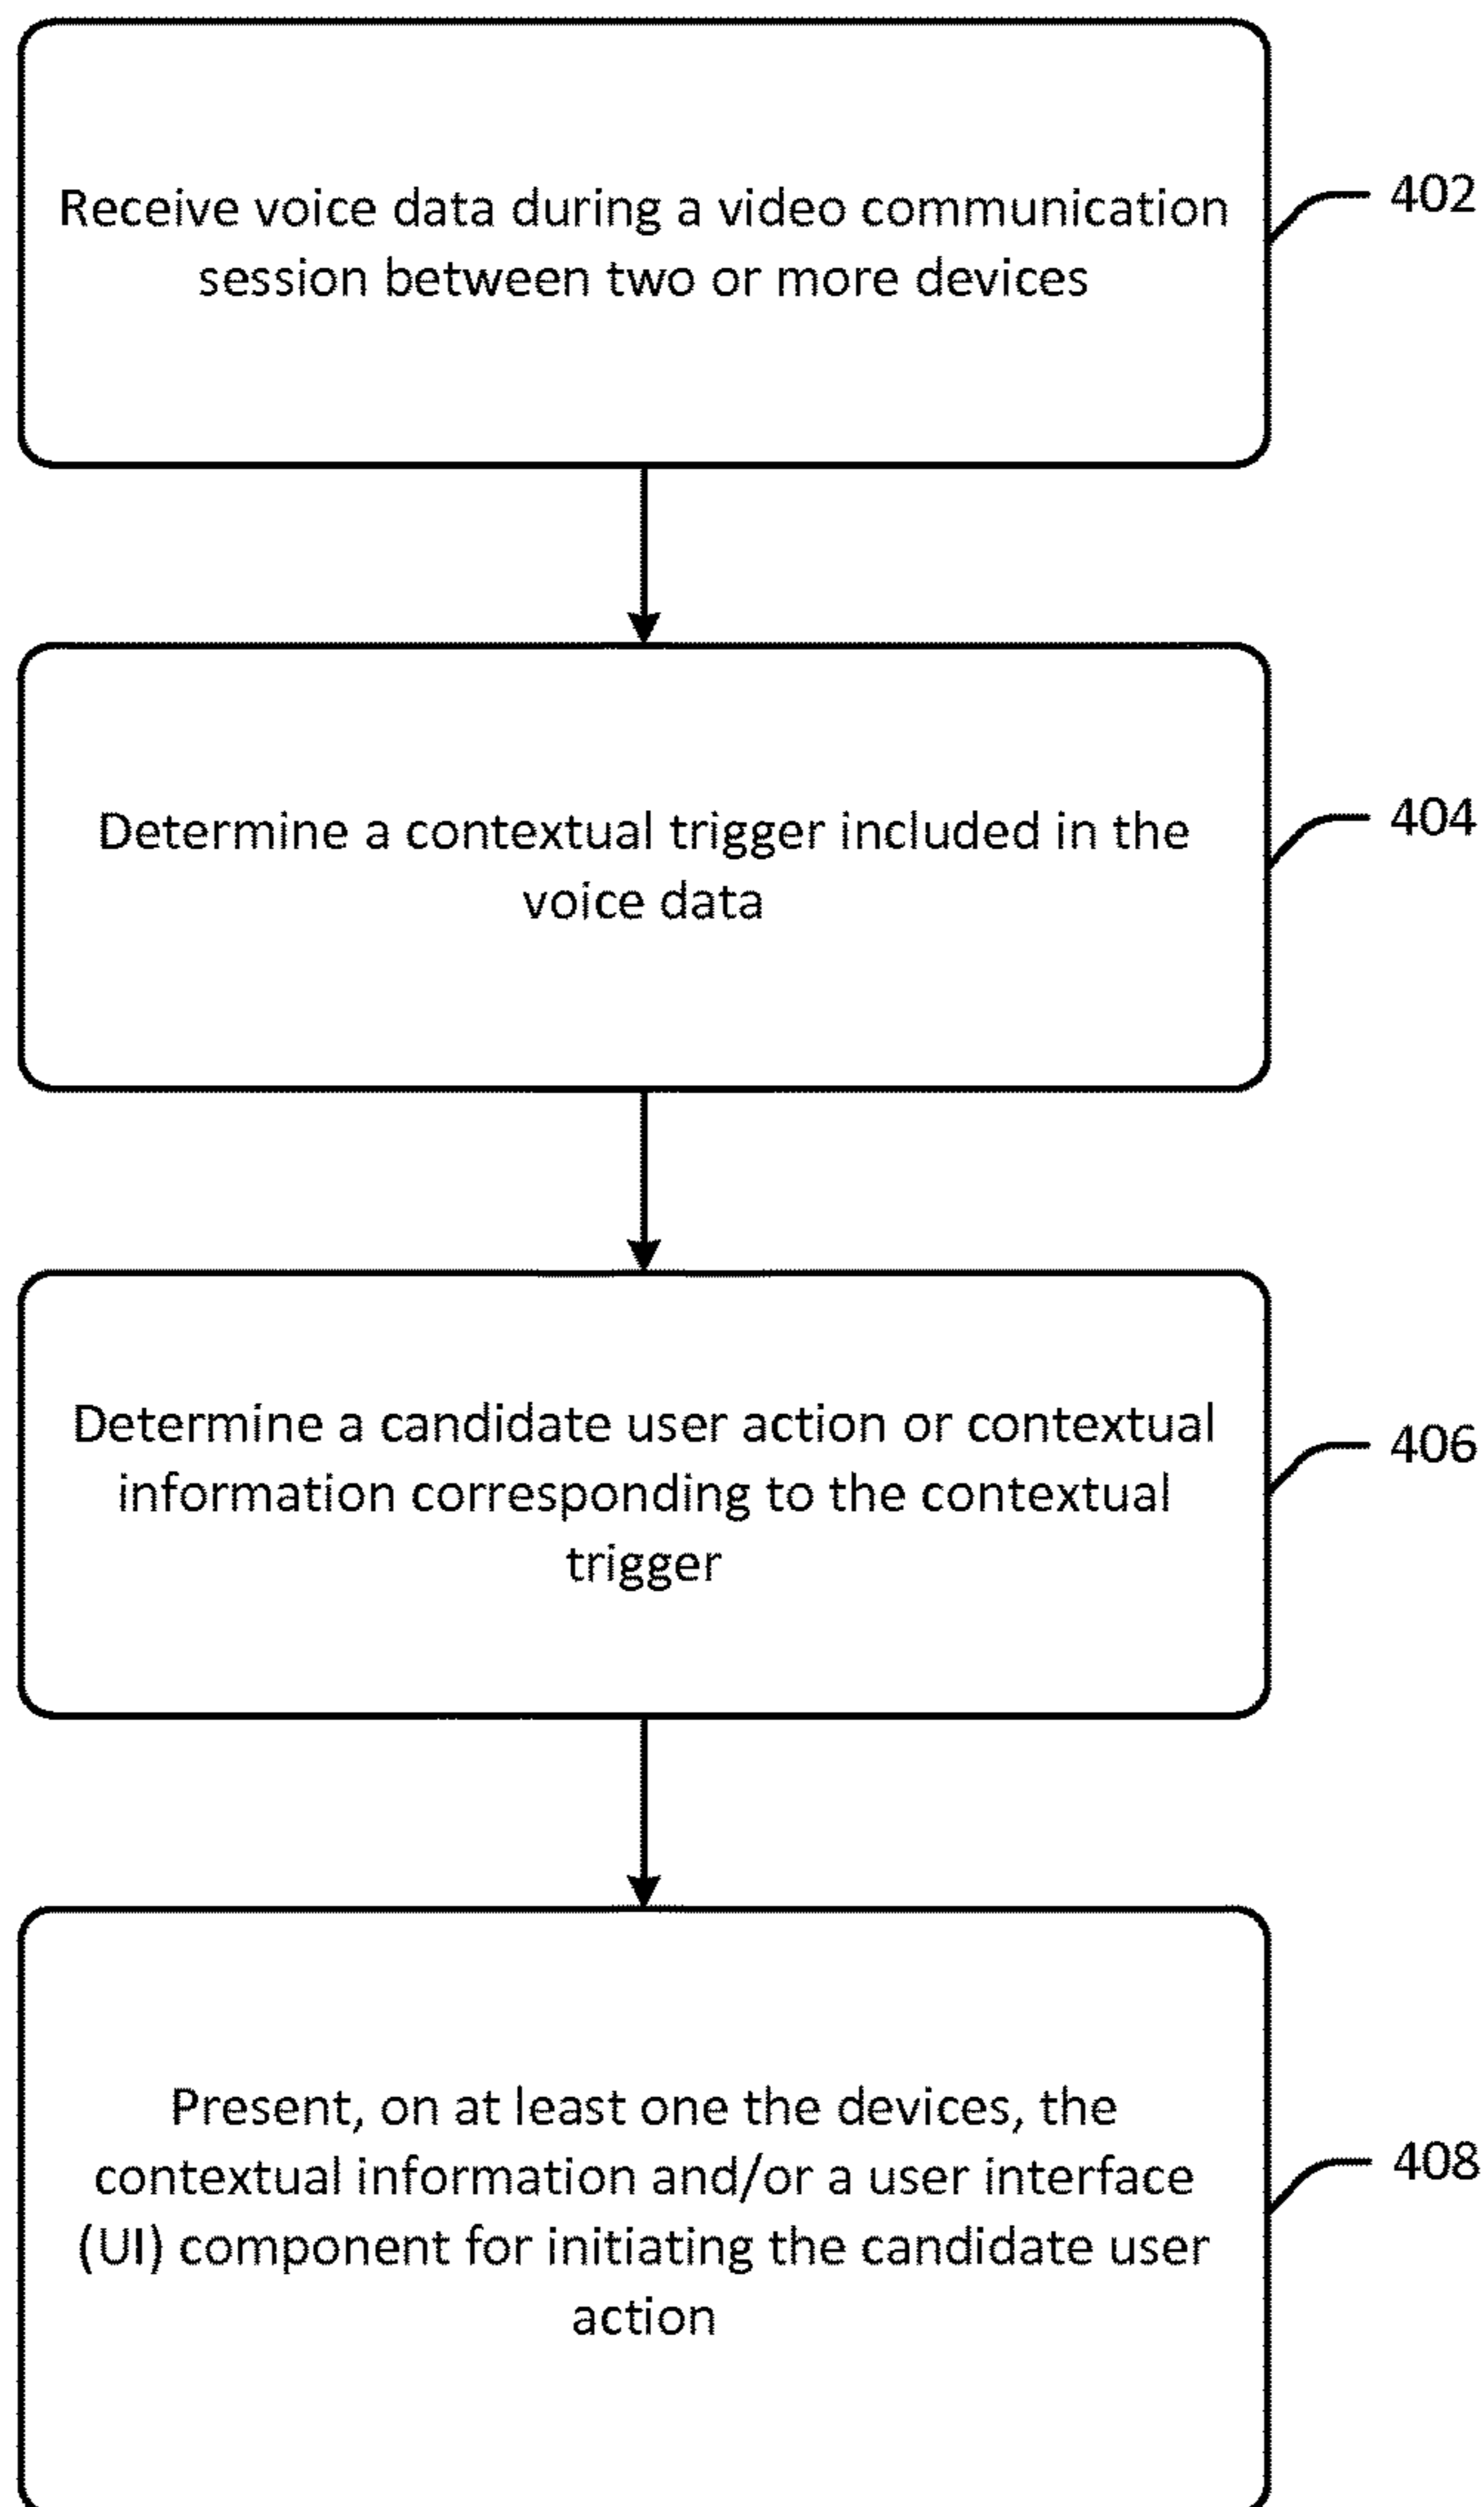 Receive voice data during a video communication
session between two or more devices
402
Determine a contextual trigger included in the
voice data
404
Determine a candidate user action or contextual
information corresponding to the contextual
trigger
406
Present, on at least one the devices, the
contextual information and/or a user interface
(UI) component for initiating the candidate user
action
408